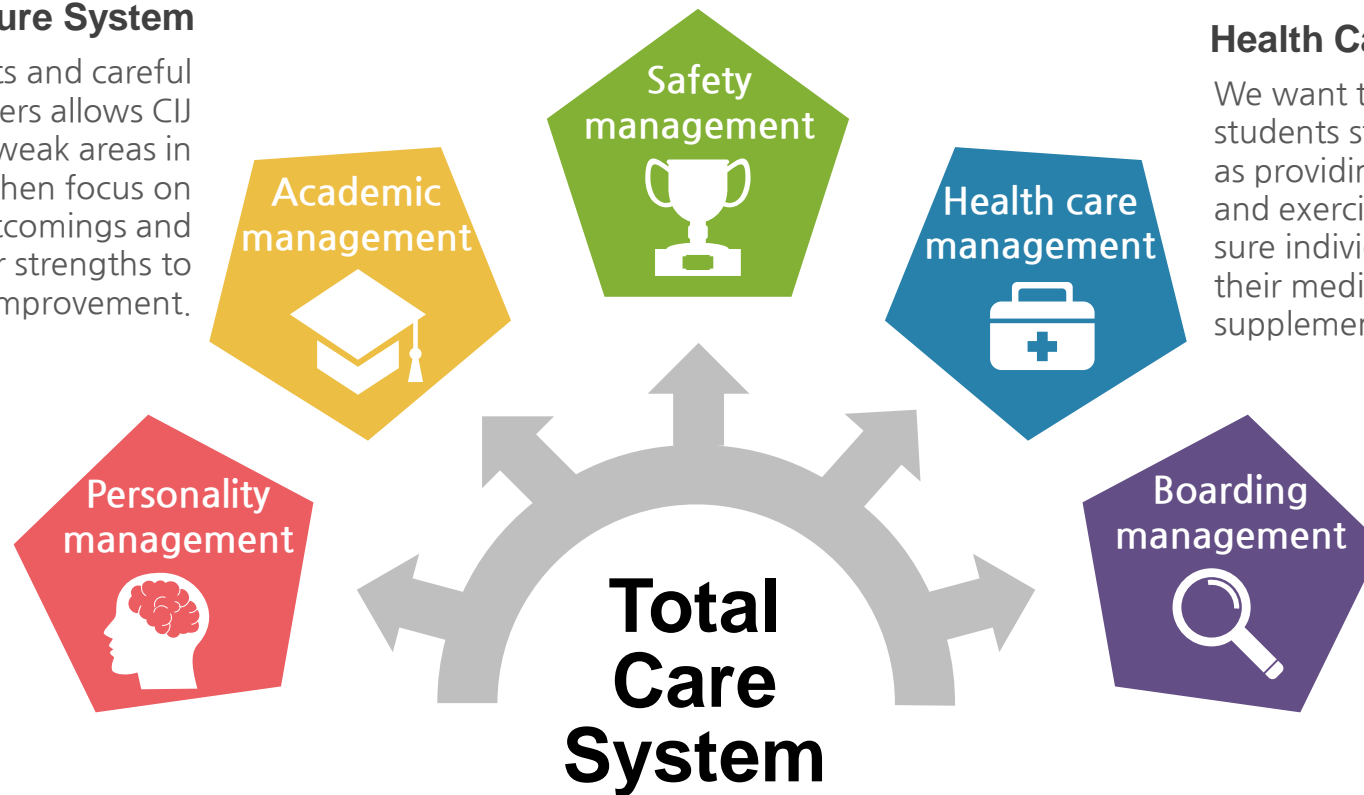 ure System
ts and careful
ers allows CIJ
weak areas in
hen focus on
tcomings and
r strengths to
mprovement.
Academic
management
Safety
management
Health care
management
Health Ca
We want t
students st
as providin
and exerci
sure indivi
their medi
supplemen
Personality
management
Boarding
management
Total
Care
System